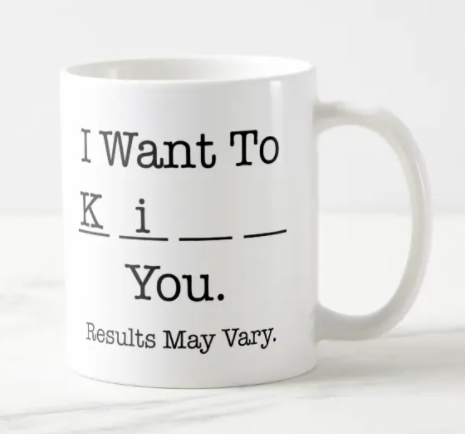 I Want To
K i _ _
You.
Results May Vary.